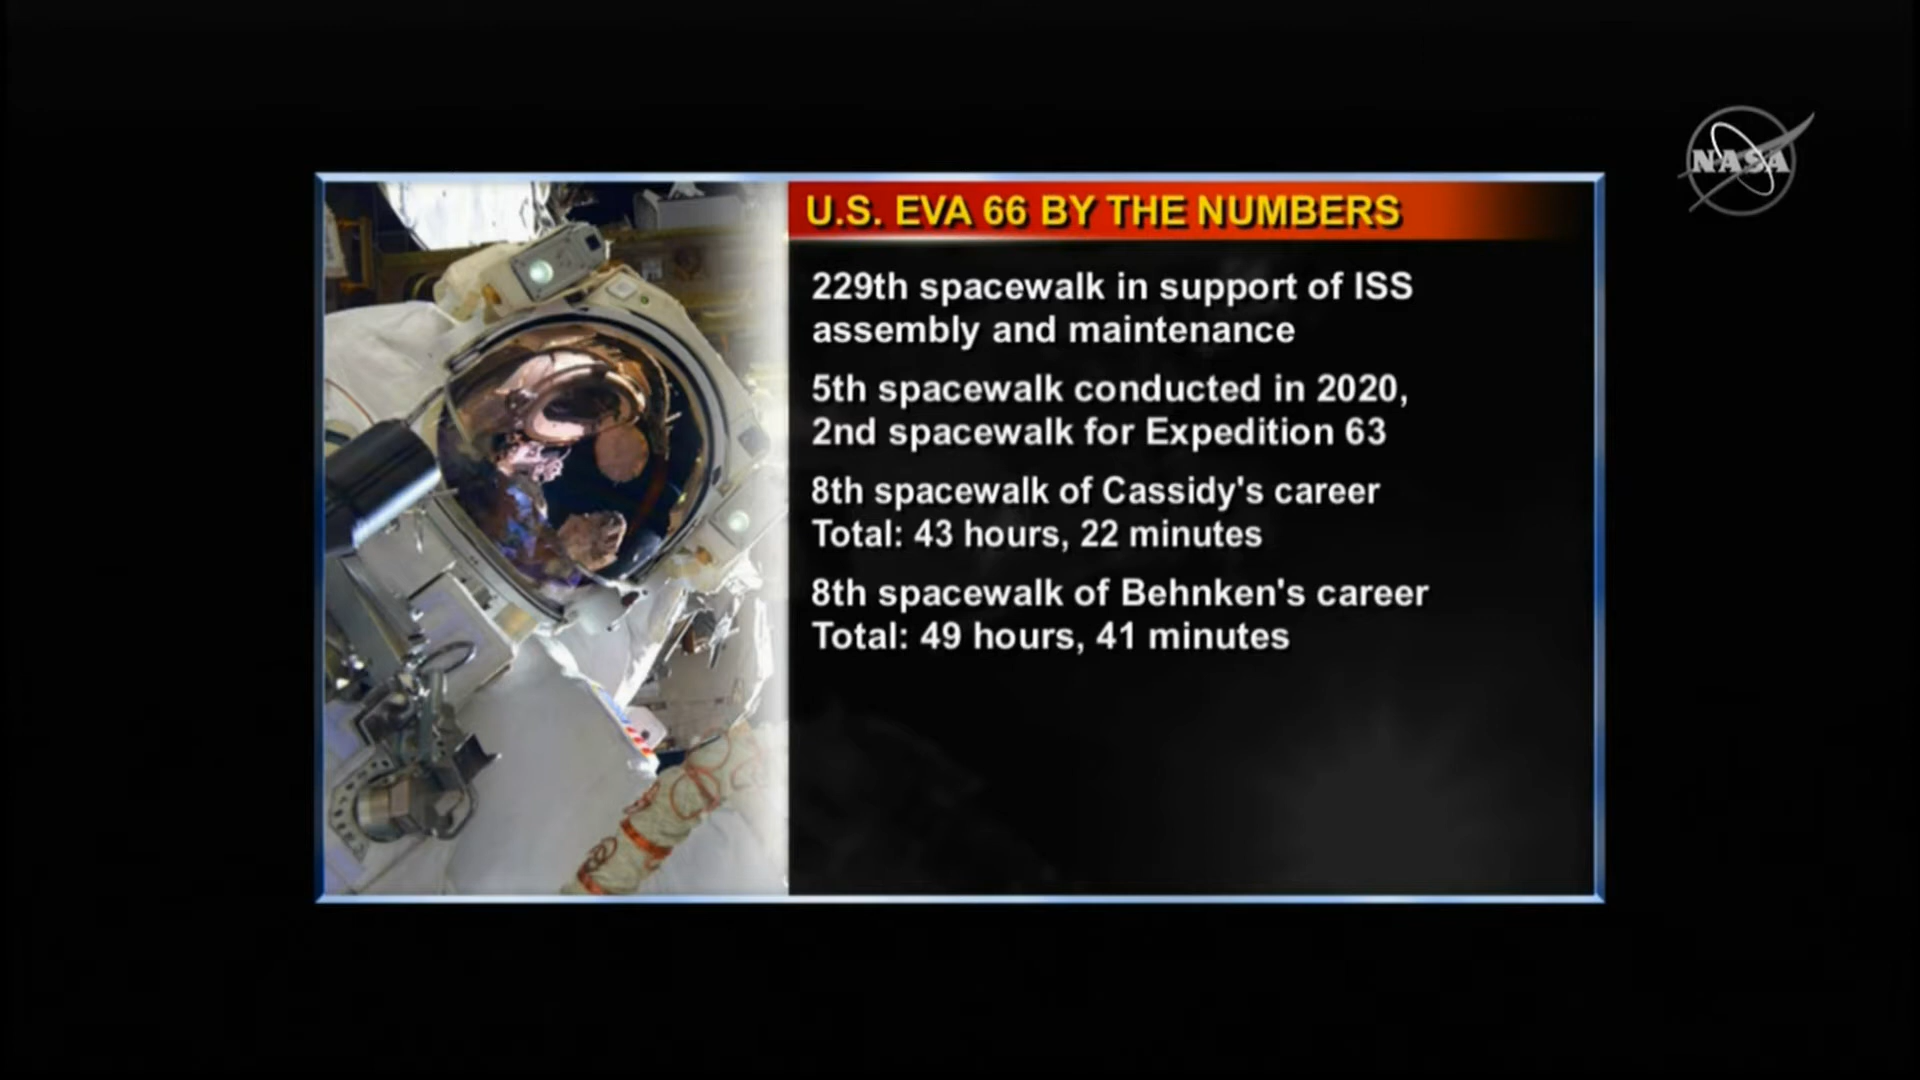 NASA
U.S. EVA 66 BY THE NUMBERS
229th spacewalk in support of ISS
assembly and maintenance
5th spacewalk conducted in 2020,
2nd spacewalk for Expedition 63
8th spacewalk of Cassidy's career
Total: 43 hours, 22 minutes
8th spacewalk of Behnken's career
Total: 49 hours, 41 minutes